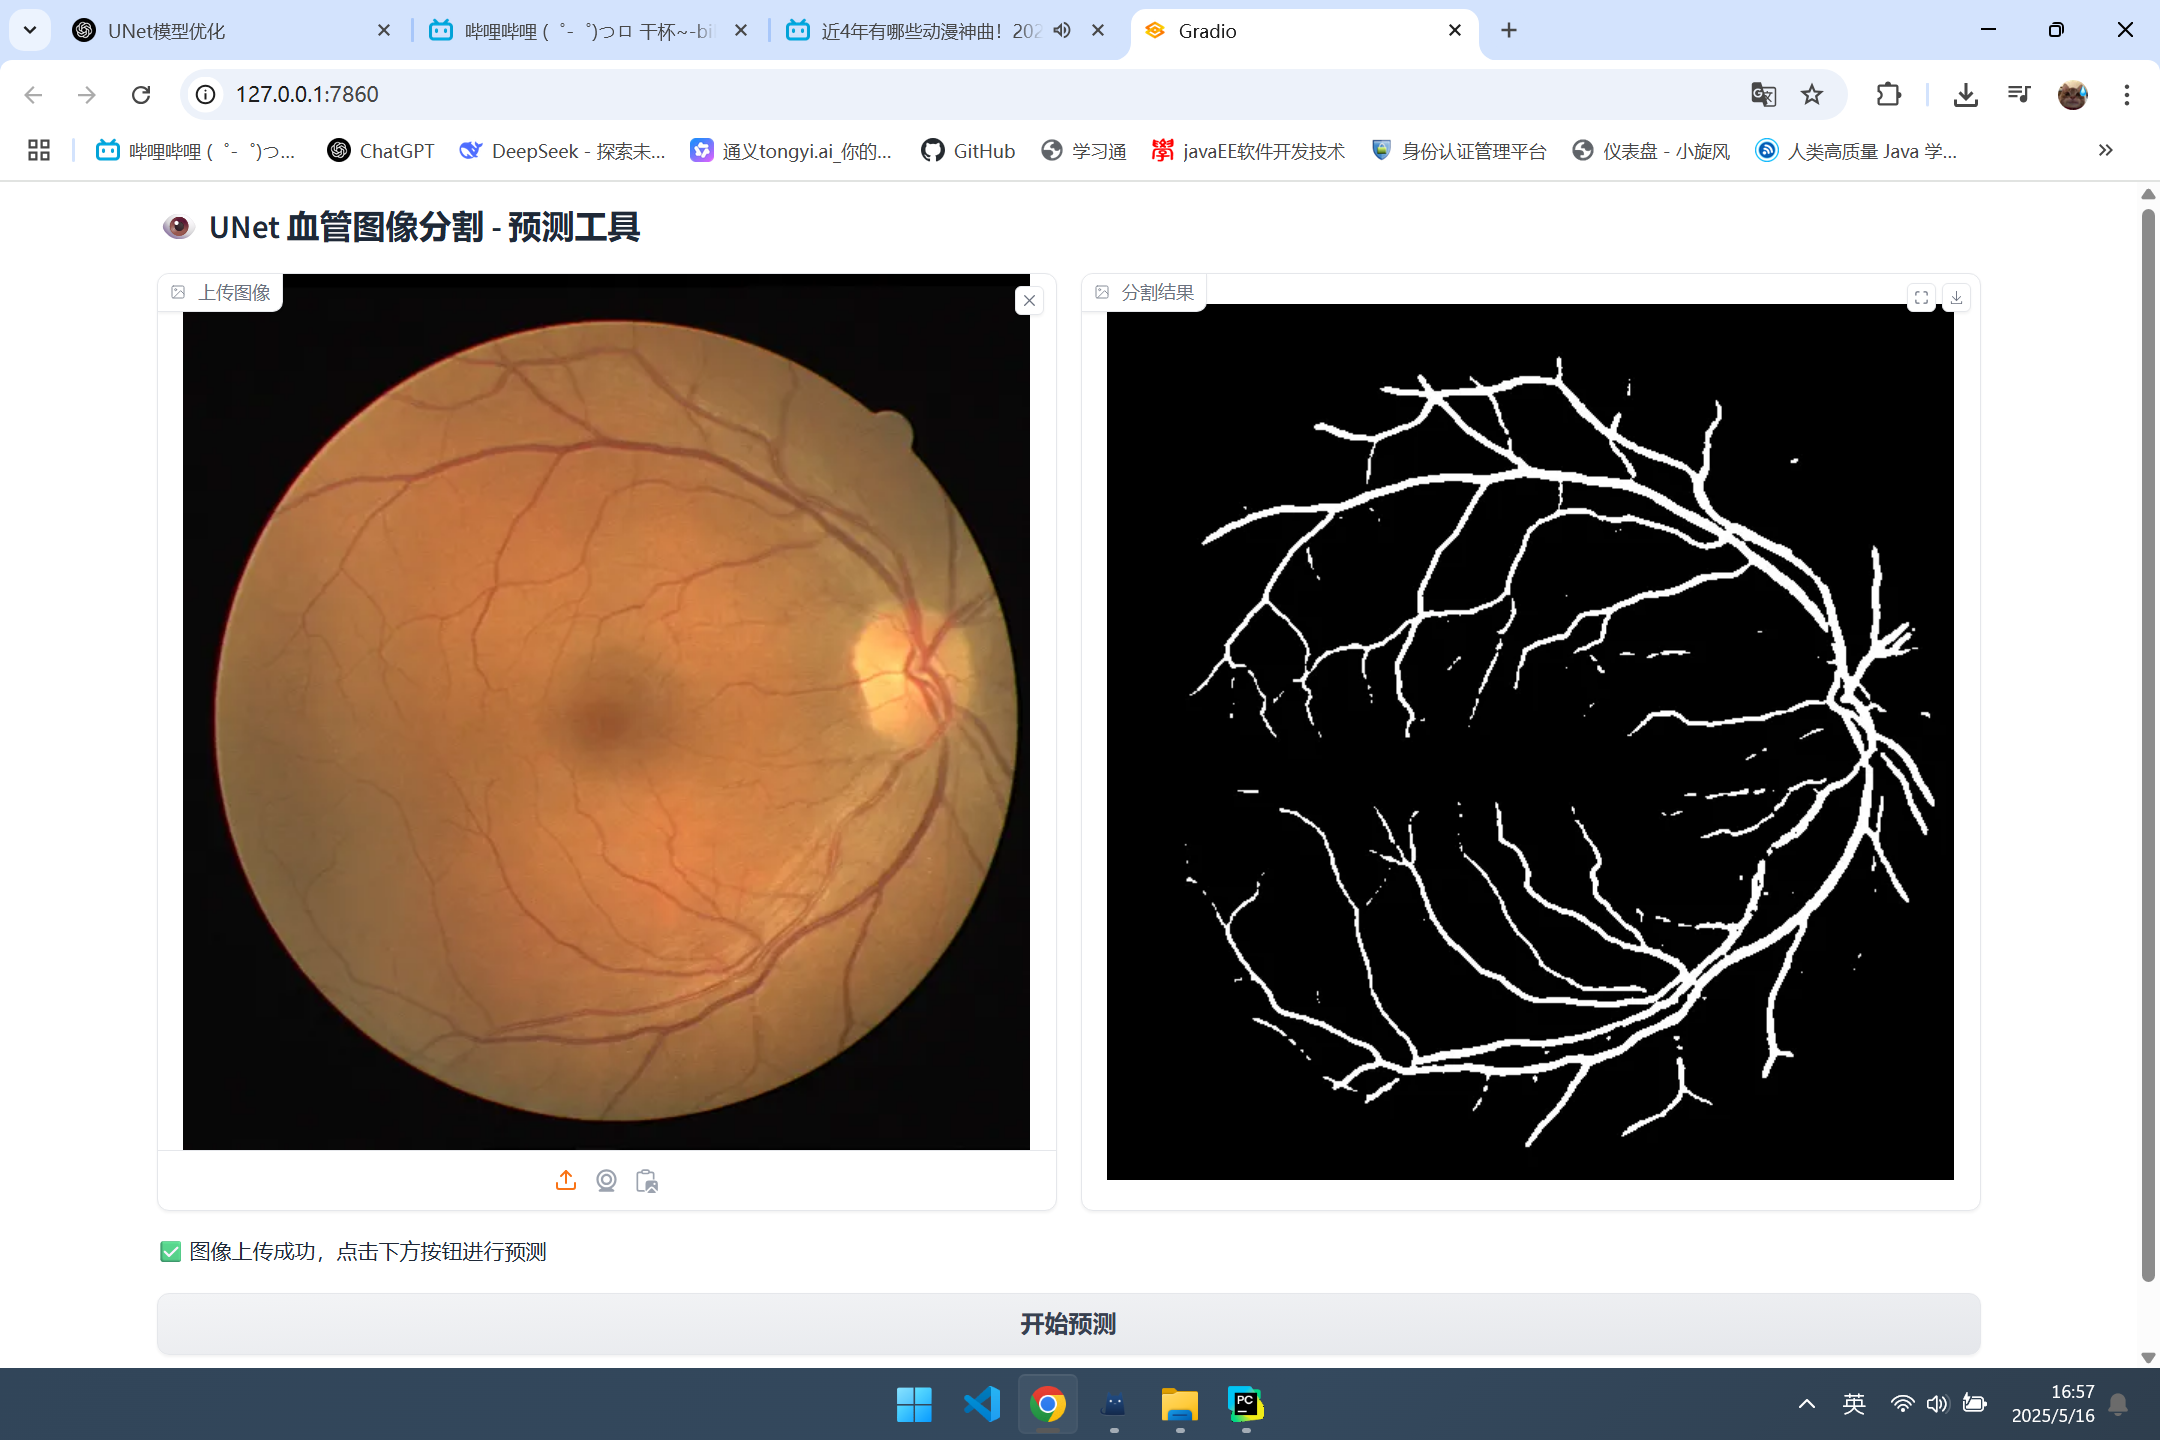 UNet模型优化
哔哩哔哩 (゜-゜)つロ 干杯~-bil
近4年有哪些动漫神曲！202
Gradio
127.0.0.1:7860
哔哩哔哩 (゜-゜)つ...
ChatGPT
DeepSeek - 探索未...
通义tongyi.ai_你的...
GitHub
学习通
javaEE软件开发技术
身份认证管理平台
仪表盘 - 小旋风
人类高质量 Java 学...
UNet 血管图像分割 - 预测工具
上传图像
分割结果
图像上传成功，点击下方按钮进行预测
开始预测
PC
英
16:57
2025/5/16